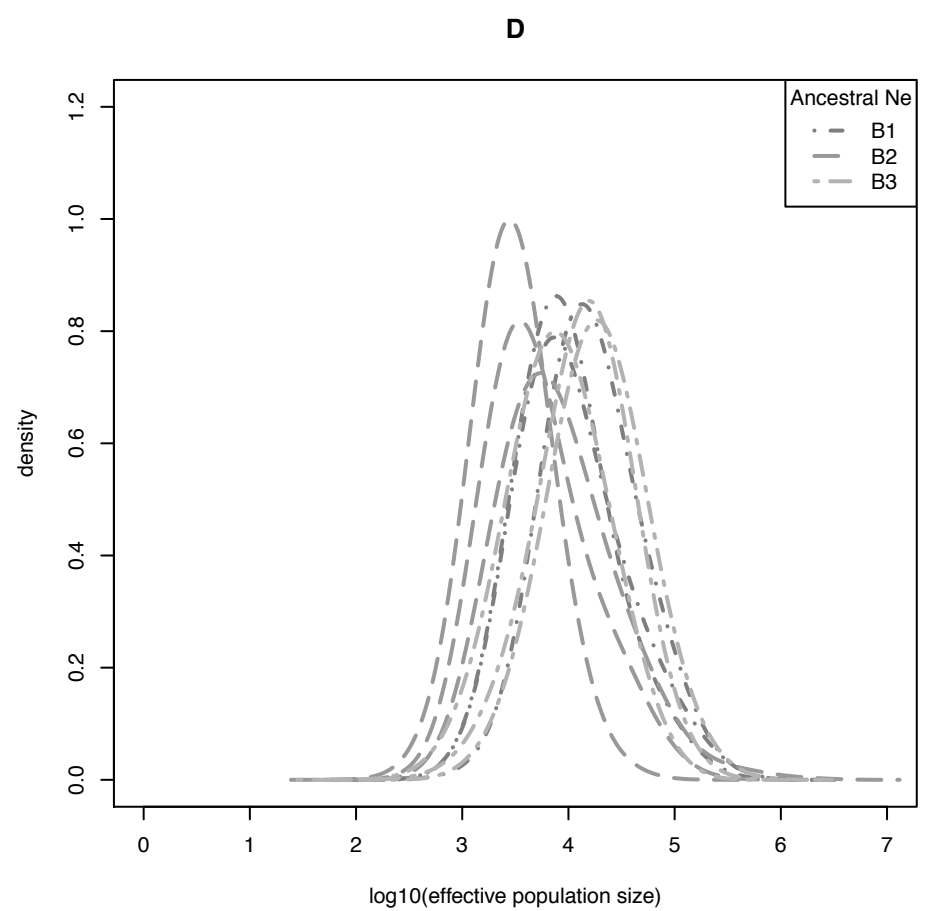 D
1.2
1.0
0.8
0.6
0.4
0.2
0.0
density
Ancestral Ne
B1
B2
B3
0 1 2 3 4 5 6 7
log10(effective population size)